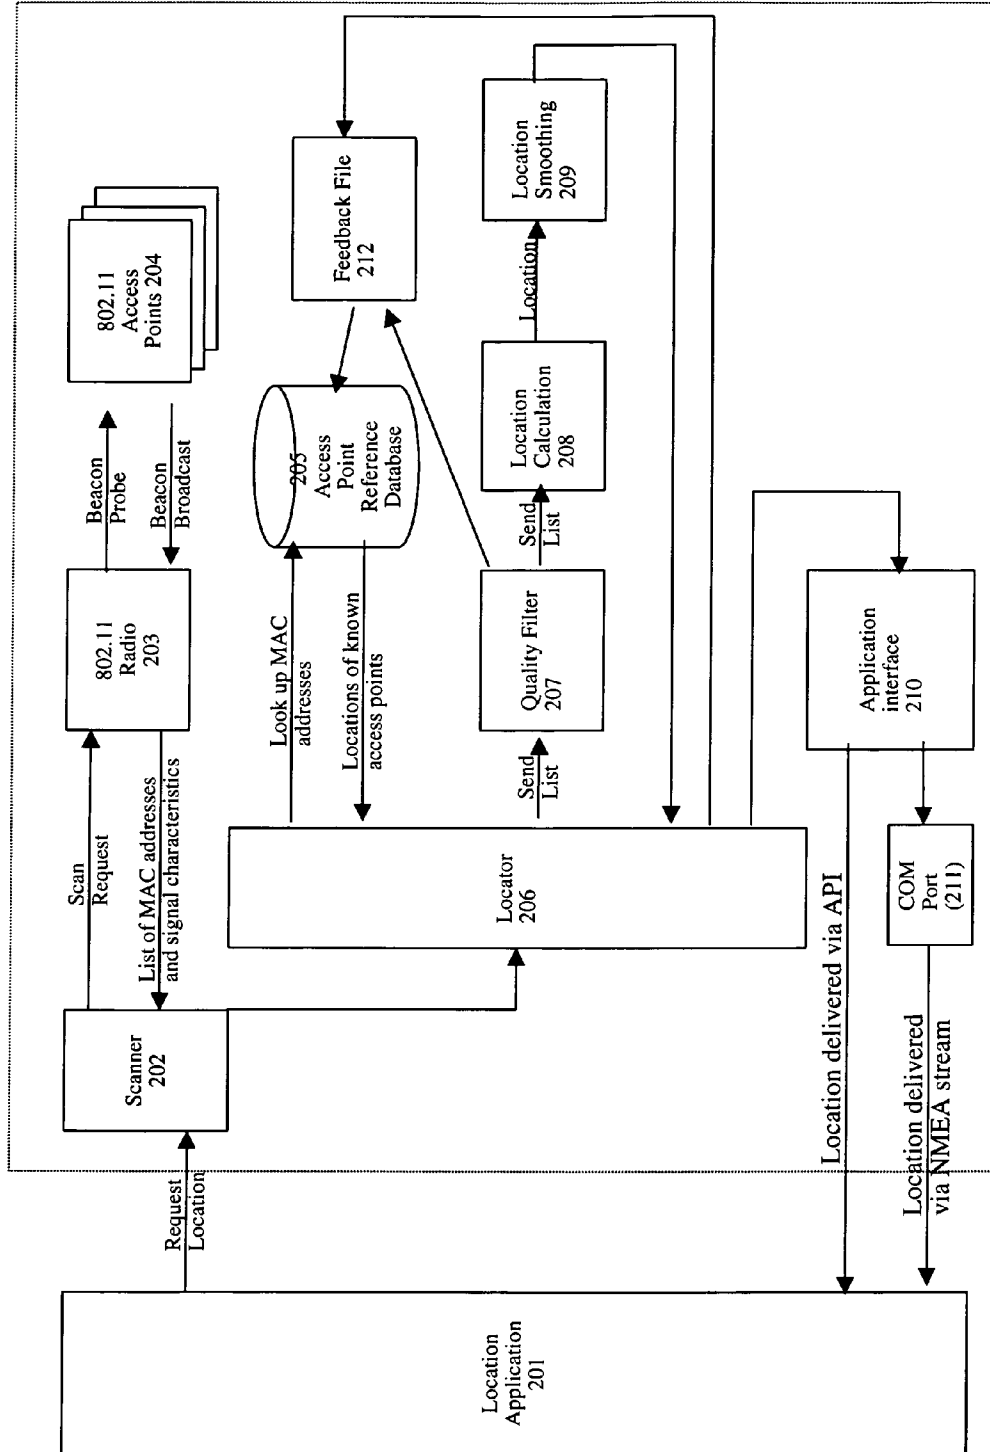 Location
Application
201
Request
Location
Scanner
202
Scan
Request
List of MAC addresses
and signal characteristics
802.11
Radio
203
Beacon
Probe
Beacon
Broadcast
802.11
Access
Points 204
Locator
206
Look up MAC
addresses
Locations of known
access points
205
Access
Point
Reference
Database
Feedback File
212
Send
List
Quality Filter
207
Send
List
Location
Calculation
208
Location
Location
Smoothing
209
Application
interface
210
Location delivered via API
COM
Port
(211)
Location delivered
via NMEA stream